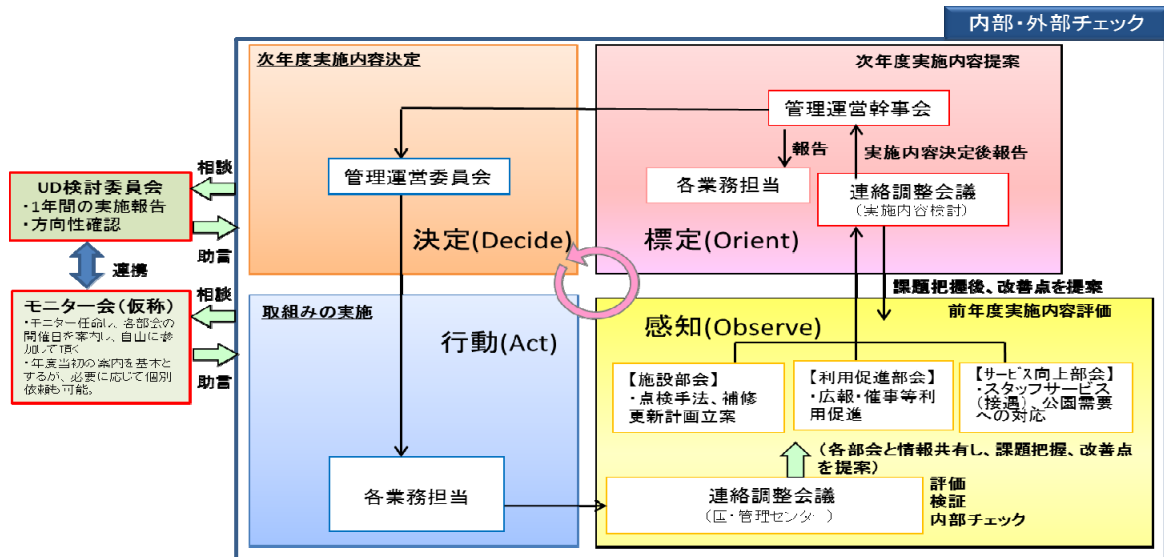 内部・外部チェック
次年度実施内容決定
管理運営委員会
決定(Decide)
次年度実施内容提案
管理運営幹事会
報告
実施内容決定後報告
各業務担当
連絡調整会議
（実施内容検討）
標定(Orient)
相談
UD検討委員会
・1年間の実施報告
・方向性確認
助言
連携
モニター会（仮称）
・モニター任命し、各部会の
開催日を案内し、自由に参
加して頂く
・年度当初の案内を基本と
するが、必要に応じて個別
依頼も可能。
相談
助言
取組みの実施
行動(Act)
各業務担当
課題把握後、改善点を提案
感知(Observe)
前年度実施内容評価
【施設部会】
・点検手法、補修
更新計画立案
【利用促進部会】
・広報・催事等利
用促進
【サービス向上部会】
・スタッフサービス
（接遇）、公園需要
への対応
（各部会と情報共有し、課題把握、改善点
を提案）
連絡調整会議
（国・管理センター）
評価
検証
内部チェック